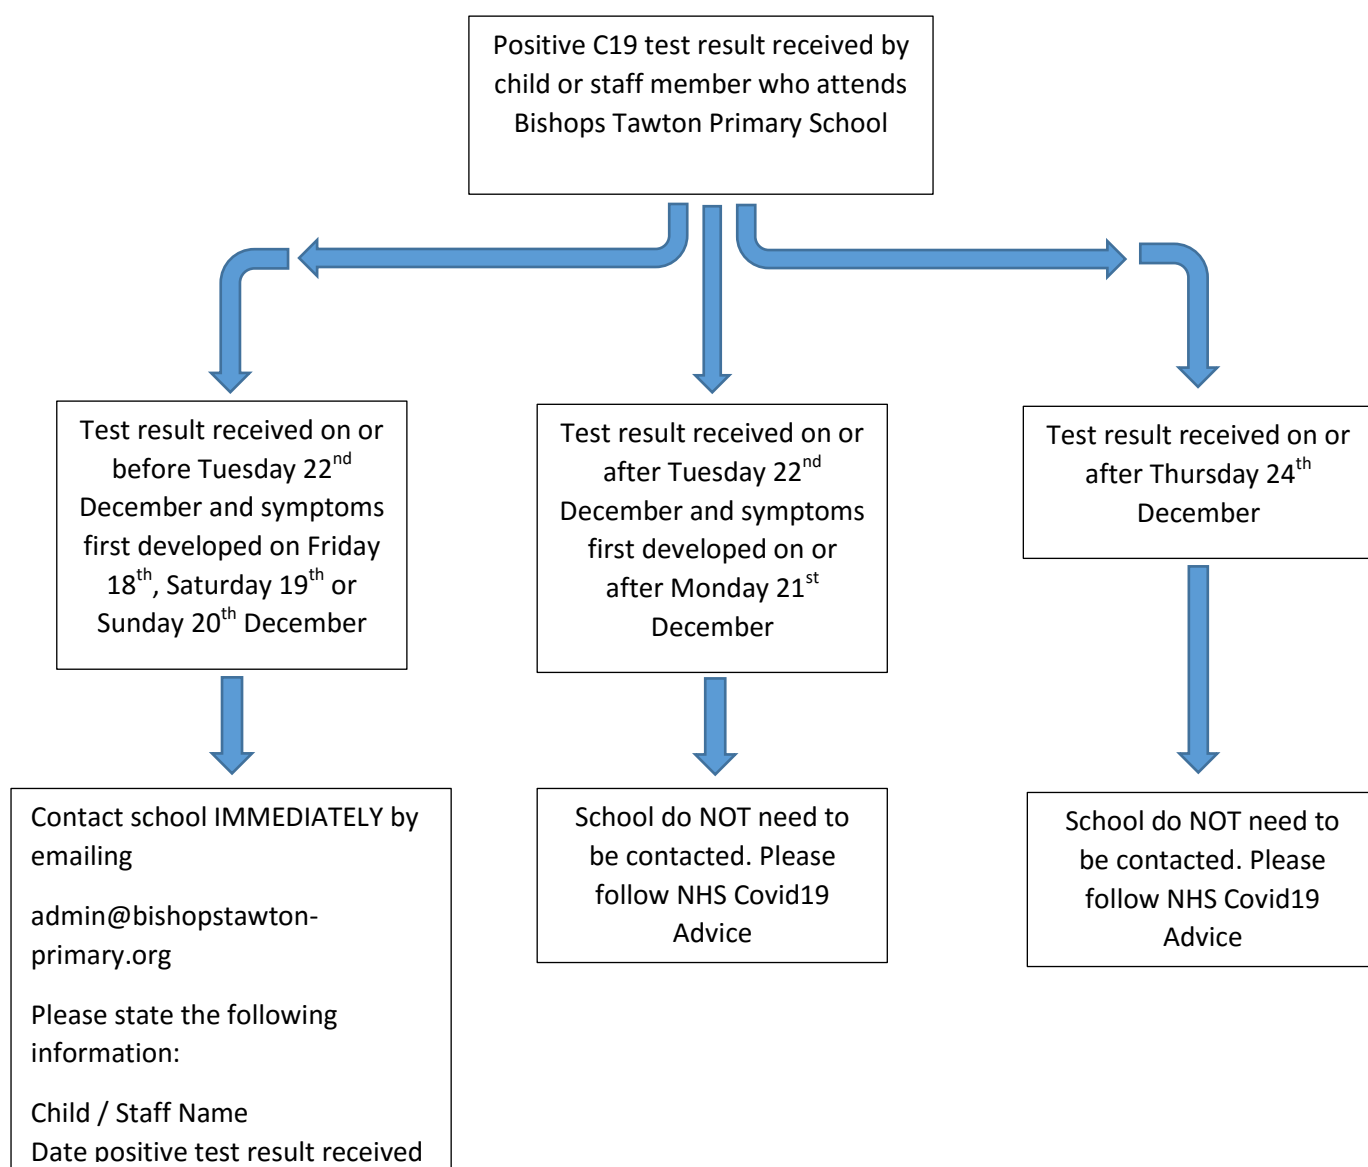 Positive C19 test result received by
child or staff member who attends
Bishops Tawton Primary School
Test result received on or
before Tuesday 22nd
December and symptoms
first developed on Friday
18th, Saturday 19th or
Sunday 20th December
Test result received on or
after Tuesday 22nd
December and symptoms
first developed on or
after Monday 21st
December
Test result received on or
after Thursday 24th
December
Contact school IMMEDIATELY by
emailing
admin@bishopstawton-
primary.org
Please state the following
information:
Child / Staff Name
Date positive test result received
School do NOT need to
be contacted. Please
follow NHS Covid19
Advice
School do NOT need to
be contacted. Please
follow NHS Covid19
Advice